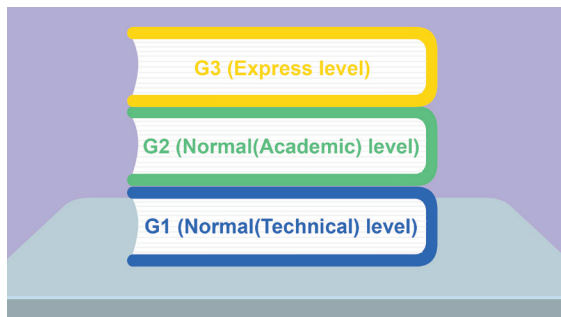 G3 (Express level)
G2 (Normal(Academic) level)
G1 (Normal(Technical) level)